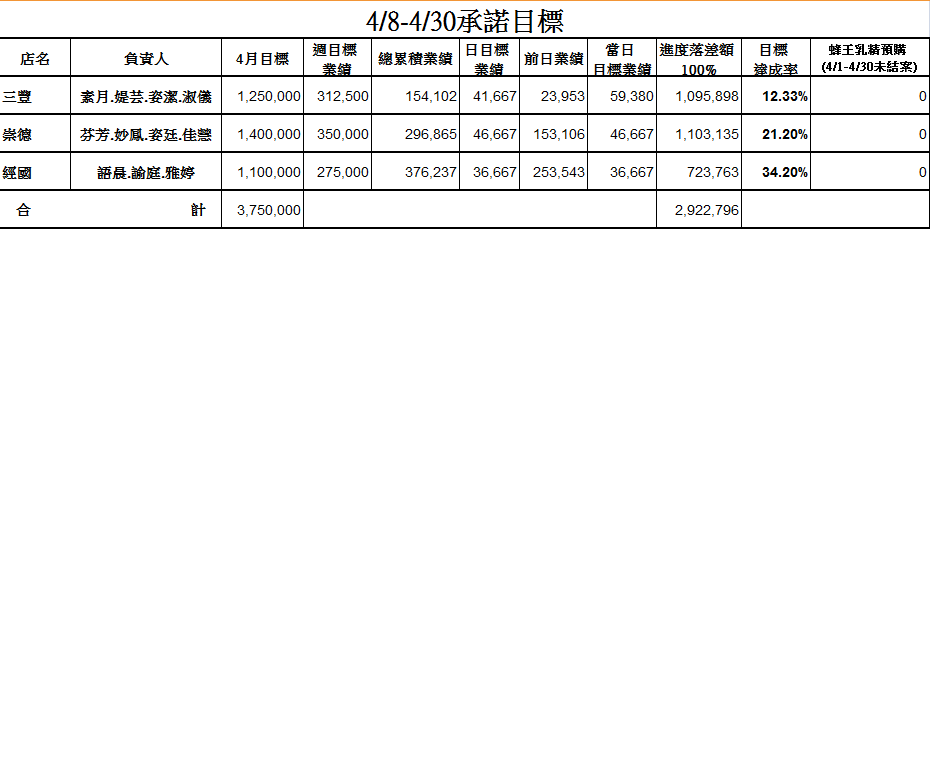 4/8-4/30承諾目標
店名 負責人 4月目標 週目標業績 總累積業績 日目標業績 前日業績 當日目標業績 進度落差額100% 目標達成率 蜂王乳精預購(4/1-4/30未結案)
三豐 素月.媞芸.姿潔.淑儀 1,250,000 312,500 154,102 41,667 23,953 59,380 1,095,898 12.33% 0
崇德 芬芳.妙鳳.姿廷.佳慧 1,400,000 350,000 296,865 46,667 153,106 46,667 1,103,135 21.20% 0
經國 語晨.諭庭.雅婷 1,100,000 275,000 376,237 36,667 253,543 36,667 723,763 34.20% 0
合 計 3,750,000 2,922,796